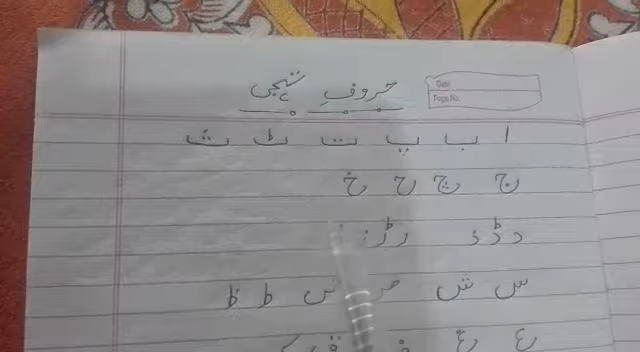 حروفِ تہجی
Date:
Page No.
ا ب پ ت ٹ ث
ج چ ح خ
د ڈ ذ ر ڑ
س ش ص ض ط ظ
ع غ ف ق